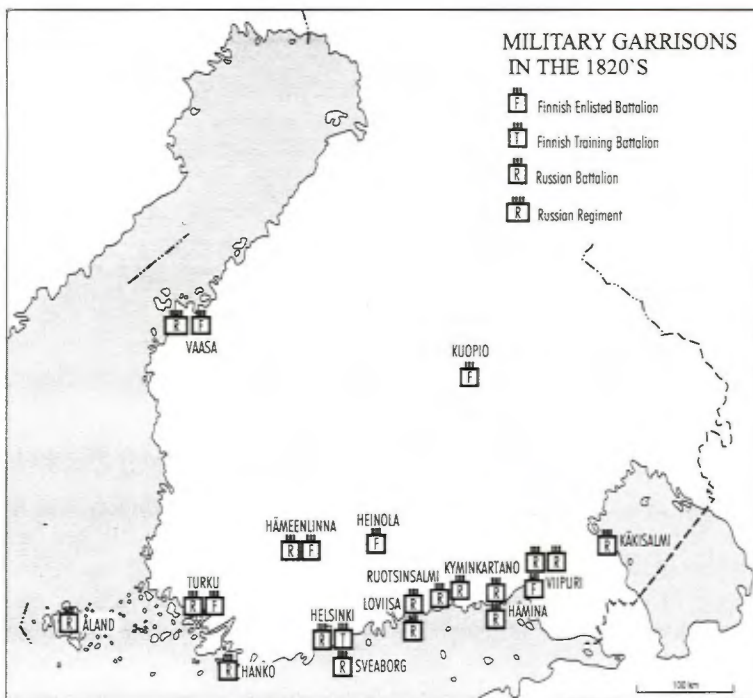 MILITARY GARRISONS
IN THE 1820`S
F Finnish Enlisted Battalion
T Finnish Training Battalion
R Russian Battalion
R Russian Regiment
R F
VAASA
KUOPIO
F
HÄMEENLINNA
R F
HEINOLA
F
R R
KÄKISALMI
R
KYMINKARTANO
RUOTSINSALMI
R R R F VIIPURI
TURKU
R F
LOVIISA R
HÄMINA
R
ÅLAND
R
HELSINKI
R T
R
HANKO
R
SVEABORG
R
100 km